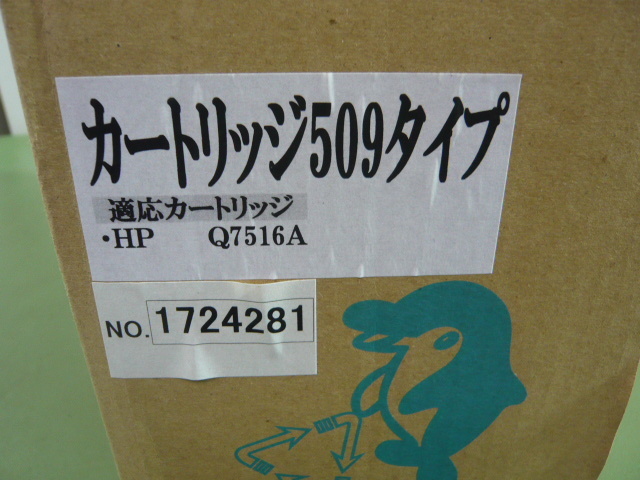 カートリッジ509タイプ
適応カートリッジ
・HP Q7516A
NO. 1724281